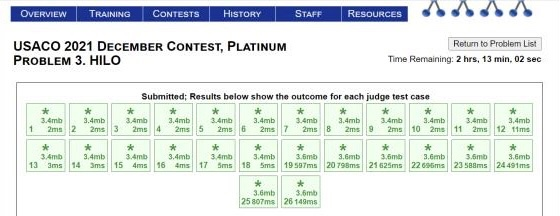 OVERVIEW TRAINING CONTESTS HISTORY STAFF RESOURCES
USACO 2021 DECEMBER CONTEST, PLATINUM
PROBLEM 3. HILO
Return to Problem List
Time Remaining: 2 hrs, 13 min, 02 sec
Submitted; Results below show the outcome for each judge test case
* * * * * * * * * * * *
3.4mb 3.4mb 3.4mb 3.4mb 3.4mb 3.4mb 3.4mb 3.4mb 3.4mb 3.4mb 3.4mb 3.4mb
1 2ms 2 2ms 3 2ms 4 2ms 5 2ms 6 2ms 7 2ms 8 2ms 9 2ms 10 2ms 11 2ms 12 11ms
* * * * * * * * * * * *
3.4mb 3.4mb 3.4mb 3.4mb 3.4mb 3.4mb 3.6mb 3.6mb 3.6mb 3.6mb 3.6mb 3.6mb
13 3ms 14 3ms 15 4ms 16 4ms 17 5ms 18 5ms 19 597ms 20 798ms 21 625ms 22 696ms 23 588ms 24 491ms
* *
3.6mb 3.6mb
25 807ms 26 149ms